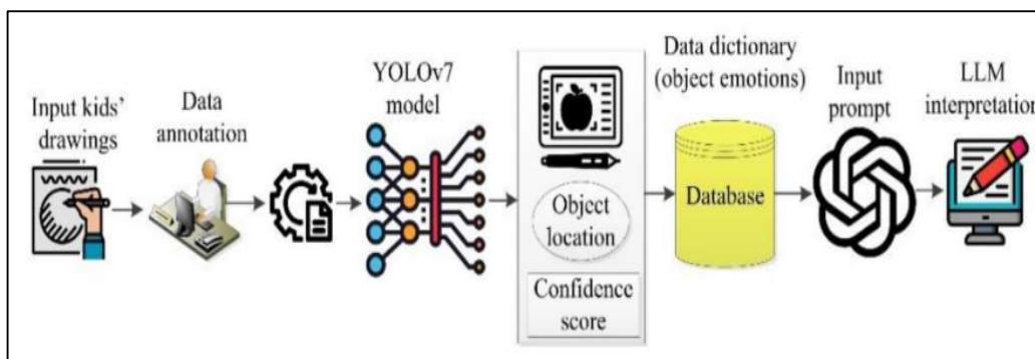 Input kids'
drawings
Data
annotation
YOLOv7
model
Object
location
Confidence
score
Data dictionary
(object emotions)
Database
Input
prompt
LLM
interpretation